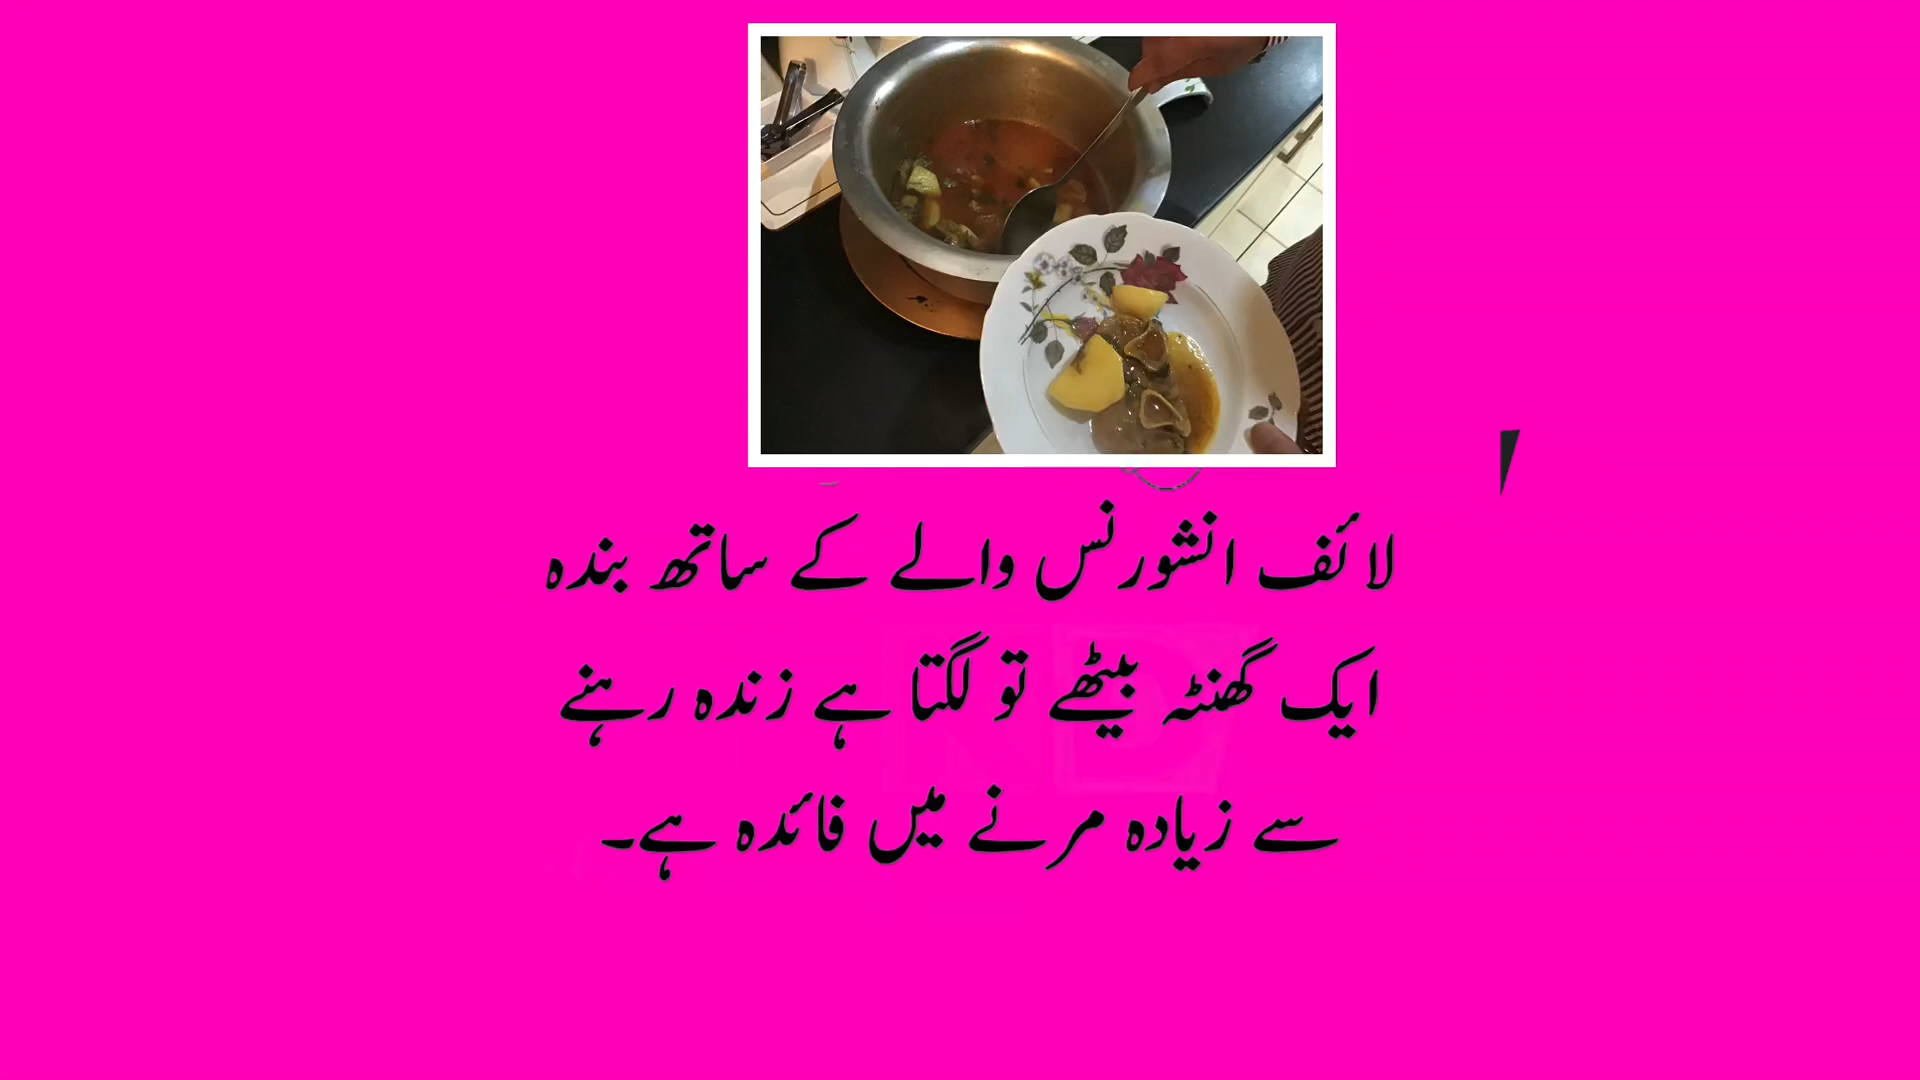 لائف انشورنس والے کے ساتھ بندہ
ایک گھنٹہ بیٹھے تو لگتا ہے زندہ رہنے
سے زیادہ مرنے میں فائدہ ہے۔